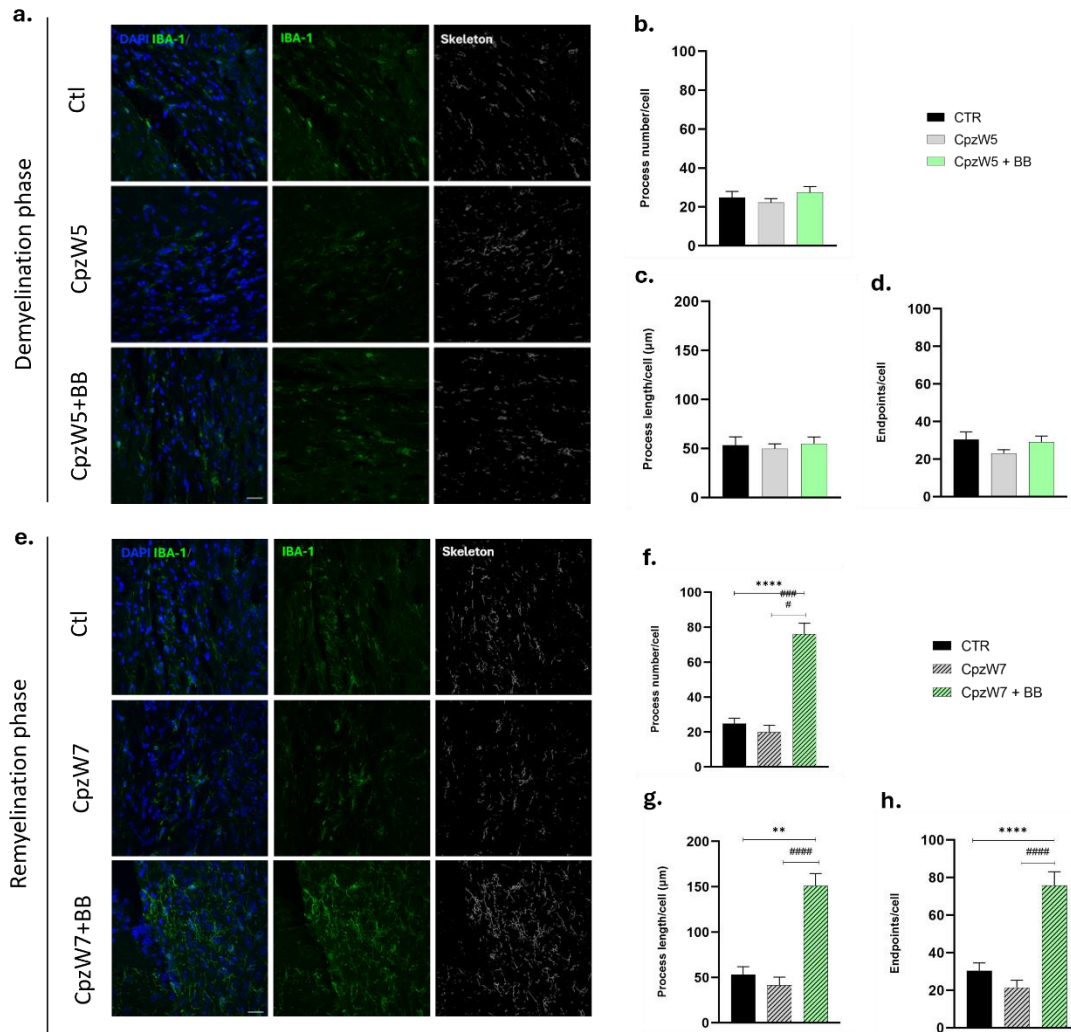 a.
Demyelination phase
DAPI IBA-1/
IBA-1
Skeleton
Ctl
CpzW5
CpzW5+BB
b.
Process number/cell
100
80
60
40
20
0
CTR
CpzW5
CpzW5 + BB
c.
Process length/cell (µm)
200
150
100
50
0
d.
Endpoints/cell
100
80
60
40
20
0
e.
Remyelination phase
DAPI IBA-1/
IBA-1
Skeleton
Ctl
CpzW7
CpzW7+BB
f.
Process number/cell
100
80
60
40
20
0
****
###
#
CTR
CpzW7
CpzW7 + BB
g.
Process length/cell (µm)
200
150
100
50
0
**
####
h.
Endpoints/cell
100
80
60
40
20
0
****
####